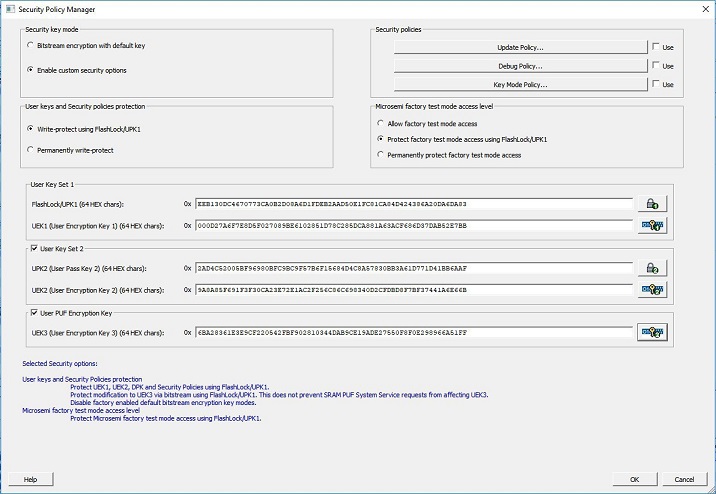 Security Policy Manager
Security key mode
Bitstream encryption with default key
Enable custom security options
Security policies
Update Policy...
Use
Debug Policy...
Use
Key Mode Policy...
Use
User keys and Security policies protection
Write-protect using FlashLock/UPK1
Permanently write-protect
Microsemi factory test mode access level
Allow factory test mode access
Protect factory test mode access using FlashLock/UPK1
Permanently protect factory test mode access
User Key Set 1
FlashLock/UPK1 (64 HEX chars): 0x EEB130DC4670773CA0B2D08A6D1FDEB2AAD50E1FC81CA84D424386A20DA6DA83
UEK1 (User Encryption Key 1) (64 HEX chars): 0x 000D27A6F7E8D5F027089BE6102851D78C285DCA881A68ACF686D37DAB52E7BB
User Key Set 2
UPK2 (User Pass Key 2) (64 HEX chars): 0x 2AD4C52005BF96980BFC9BC9F57B6F15684D4C8A57830BB3A61D771D41BB6AAF
UEK2 (User Encryption Key 2) (64 HEX chars): 0x 9A8A85F691F3F30CA23E72E1AC2F256C86C698340D2CFDBD8F7BF37441A6E66B
User PUF Encryption Key
UEK3 (User Encryption Key 3) (64 HEX chars): 0x 6BA28361E3E9CF220542FBF902810344DAB9CE19ADE27550F8F0E298966A51FF
Selected Security options:
User keys and Security Policies protection
Protect UEK1, UEK2, DPK and Security Policies using FlashLock/UPK1.
Protect modification to UEK3 via bitstream using FlashLock/UPK1. This does not prevent SRAM PUF System Service requests from affecting UEK3.
Disable factory enabled default bitstream encryption key modes.
Microsemi factory test mode access level
Protect Microsemi factory test mode access using FlashLock/UPK1.
Help
OK
Cancel